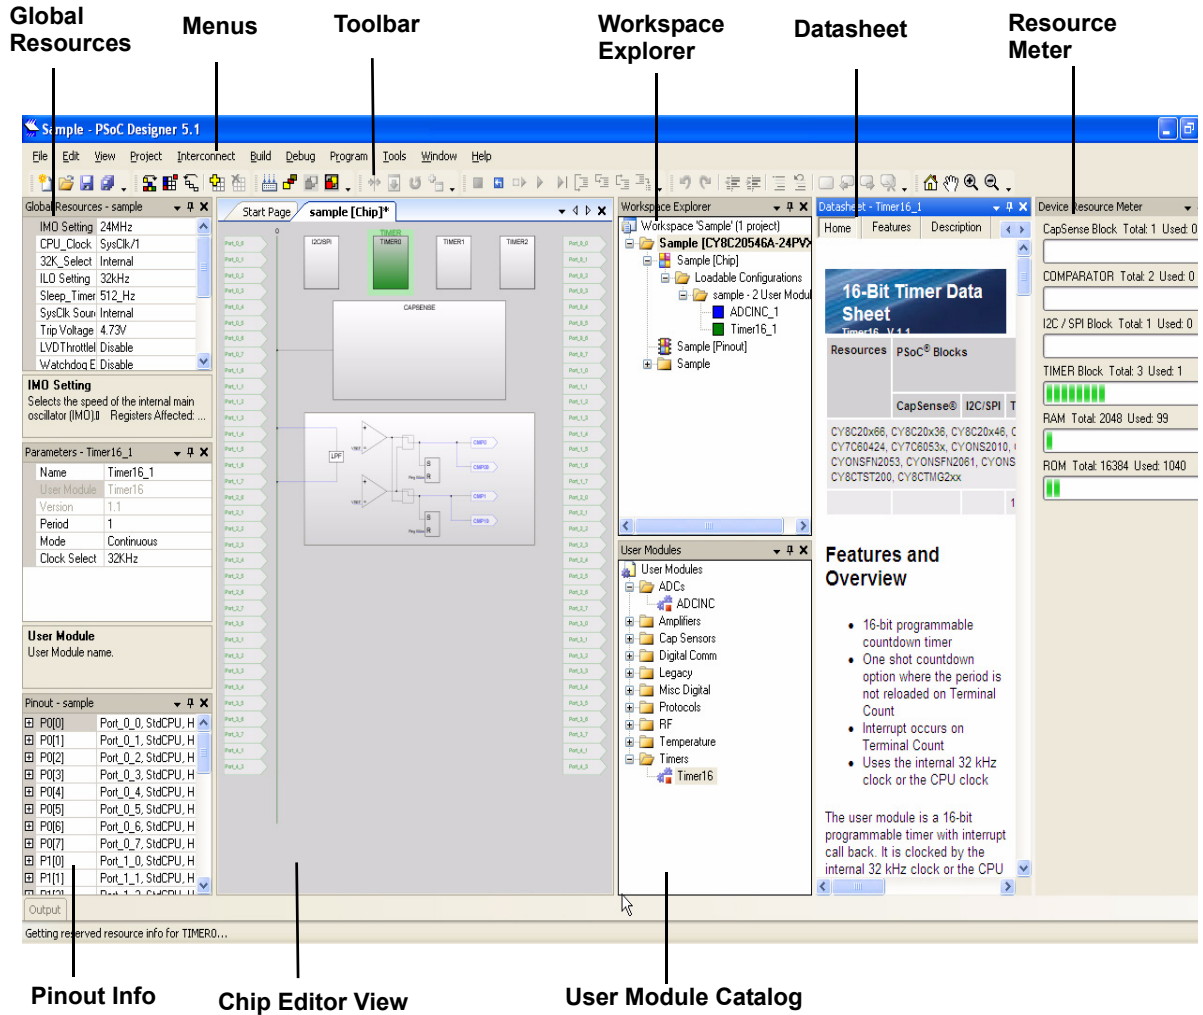 Global
Resources
Menus
Toolbar
Workspace
Explorer
Datasheet
Resource
Meter
Sample - PSoC Designer 5.1
File Edit View Project Interconnect Build Debug Program Tools Window Help
Global Resources - sample
IMO Setting 24MHz
CPU_Clock SysClk/1
32K_Select Internal
ILO Setting 32kHz
Sleep_Timer 512_Hz
SysClk Sour Internal
Trip Voltage 4.73V
LVDThrottle Disable
Watchdog E Disable
IMO Setting
Selects the speed of the internal main
oscillator (IMO). Registers Affected: ...
Parameters - Timer16_1
Name Timer16_1
User Module Timer16
Version 1.1
Period 1
Mode Continuous
Clock Select 32KHz
User Module
User Module name.
Pinout - sample
P0[0] Port_0_0, StdCPU, H
P0[1] Port_0_1, StdCPU, H
P0[2] Port_0_2, StdCPU, H
P0[3] Port_0_3, StdCPU, H
P0[4] Port_0_4, StdCPU, H
P0[5] Port_0_5, StdCPU, H
P0[6] Port_0_6, StdCPU, H
P0[7] Port_0_7, StdCPU, H
P1[0] Port_1_0, StdCPU, H
P1[1] Port_1_1, StdCPU, H
Output
Getting reserved resource info for TIMER0...
Start Page
sample [Chip]*
0
TIMER
I2C/SPI
TIMER0
TIMER1
TIMER2
CAPSENSE
LPF
VREF
VREF
CMP0
CMP1
S
R
S
R
Workspace Explorer
Workspace 'Sample' (1 project)
Sample [CY8C20546A-24PVX
Sample [Chip]
Loadable Configurations
sample - 2 User Modul
ADCINC_1
Timer16_1
Sample [Pinout]
Sample
User Modules
User Modules
ADCs
ADCINC
Amplifiers
Cap Sensors
Digital Comm
Legacy
Misc Digital
Protocols
RF
Temperature
Timers
Timer16
Datasheet - Timer16_1
Home Features Description
16-Bit Timer Data
Sheet
Timer16 V 1.1
Resources PSoC® Blocks
CapSense® I2C/SPI T
CY8C20x66, CY8C20x36, CY8C20x46, C
CY7C60424, CY7C6053x, CYONS2010,
CYONSFN2053, CYONSFN2061, CYONS
CY8CTST200, CY8CTMG2xx
1
Features and
Overview
• 16-bit programmable
countdown timer
• One shot countdown
option where the period is
not reloaded on Terminal
Count
• Interrupt occurs on
Terminal Count
• Uses the internal 32 kHz
clock or the CPU clock
The user module is a 16-bit
programmable timer with interrupt
call back. It is clocked by the
internal 32 kHz clock or the CPU
Device Resource Meter
CapSense Block Total: 1 Used: 0
COMPARATOR Total: 2 Used: 0
I2C / SPI Block Total: 1 Used: 0
TIMER Block Total: 3 Used: 1
RAM Total: 2048 Used: 99
ROM Total: 16384 Used: 1040
Pinout Info
Chip Editor View
User Module Catalog